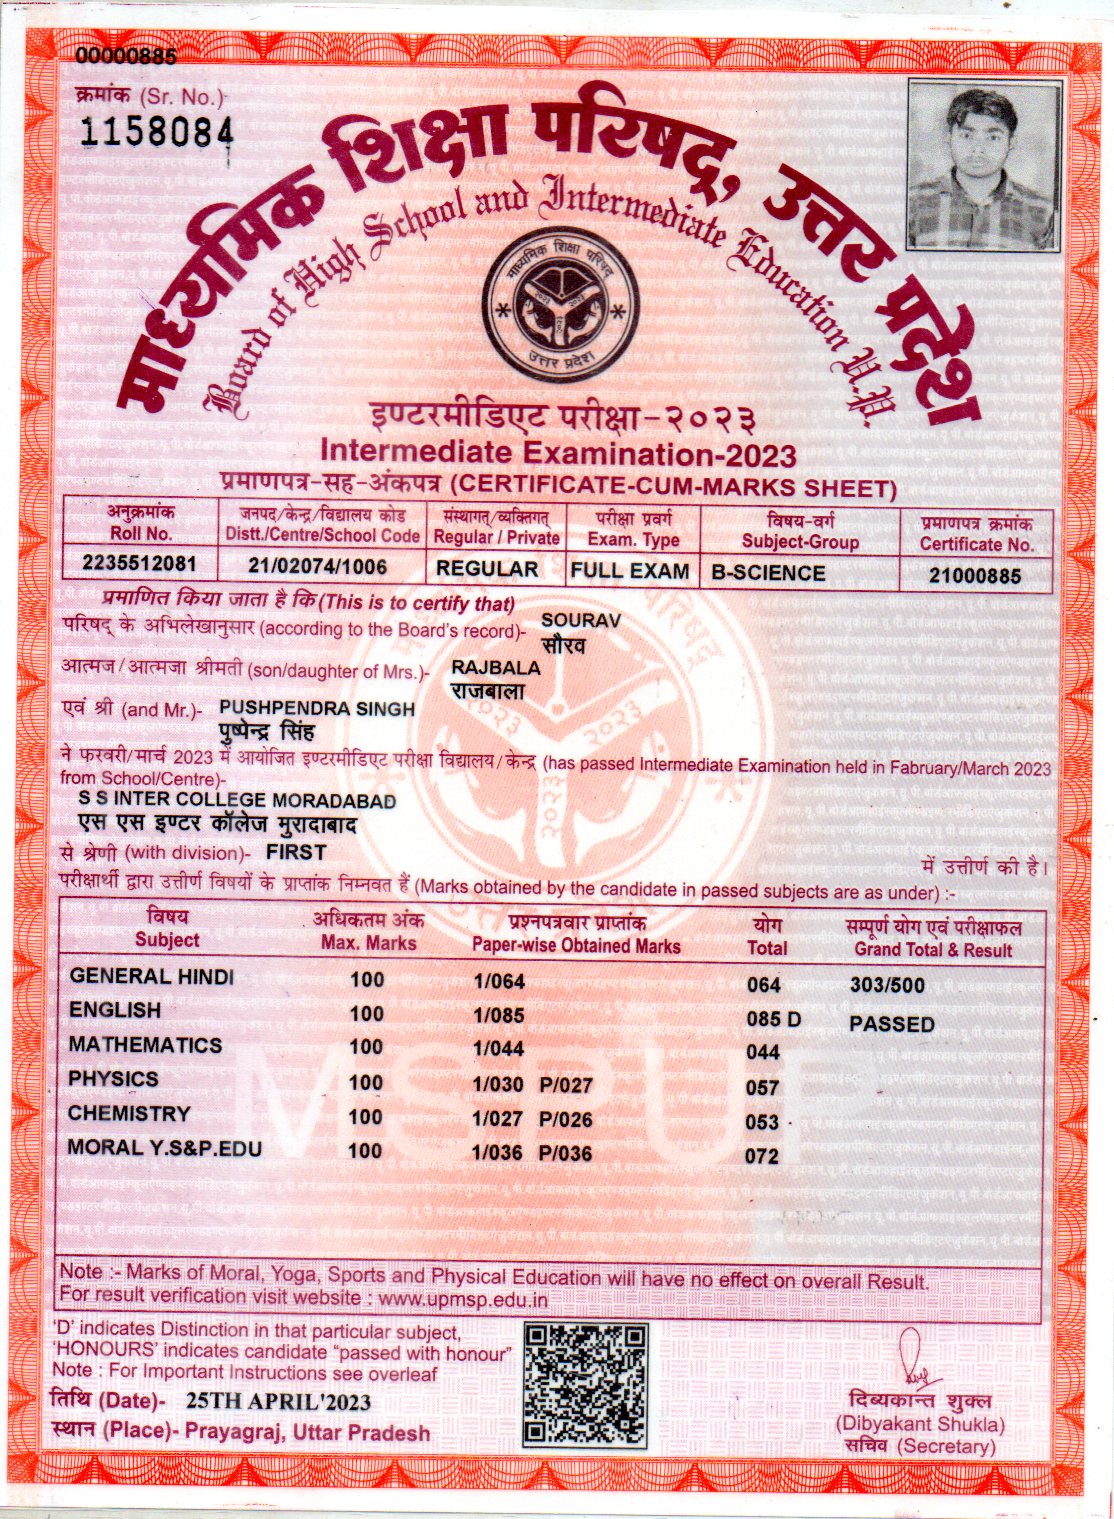 00000885
क्रमांक (Sr. No.)
1158084
माध्यमिक शिक्षा परिषद्, उत्तर प्रदेश
Board of High School and Intermediate Education U.P.
माध्यमिक शिक्षा परिषद
२०२३ २०२३
२०२३
उत्तर प्रदेश
इण्टरमीडिएट परीक्षा-२०२३
Intermediate Examination-2023
प्रमाणपत्र-सह-अंकपत्र (CERTIFICATE-CUM-MARKS SHEET)
अनुक्रमांक जनपद/केन्द्र/विद्यालय कोड संस्थागत्/व्यक्तिगत् परीक्षा प्रवर्ग विषय-वर्ग प्रमाणपत्र क्रमांक
Roll No. Distt./Centre/School Code Regular / Private Exam. Type Subject-Group Certificate No.
2235512081 21/02074/1006 REGULAR FULL EXAM B-SCIENCE 21000885
प्रमाणित किया जाता है कि (This is to certify that)
परिषद् के अभिलेखानुसार (according to the Board's record)- SOURAV
सौरव
आत्मज/आत्मजा श्रीमती (son/daughter of Mrs.)- RAJBALA
राजबाला
एवं श्री (and Mr.)- PUSHPENDRA SINGH
पुष्पेन्द्र सिंह
ने फरवरी/मार्च 2023 में आयोजित इण्टरमीडिएट परीक्षा विद्यालय/केन्द्र (has passed Intermediate Examination held in Fabruary/March 2023
from School/Centre)-
S S INTER COLLEGE MORADABAD
एस एस इण्टर कॉलेज मुरादाबाद
से श्रेणी (with division)- FIRST में उत्तीर्ण की है।
परीक्षार्थी द्वारा उत्तीर्ण विषयों के प्राप्तांक निम्नवत हैं (Marks obtained by the candidate in passed subjects are as under) :-
विषय अधिकतम अंक प्रश्नपत्रवार प्राप्तांक योग सम्पूर्ण योग एवं परीक्षाफल
Subject Max. Marks Paper-wise Obtained Marks Total Grand Total & Result
GENERAL HINDI 100 1/064 064 303/500
ENGLISH 100 1/085 085 D PASSED
MATHEMATICS 100 1/044 044
PHYSICS 100 1/030 P/027 057
CHEMISTRY 100 1/027 P/026 053
MORAL Y.S&P.EDU 100 1/036 P/036 072
Note :- Marks of Moral, Yoga, Sports and Physical Education will have no effect on overall Result.
For result verification visit website : www.upmsp.edu.in
'D' indicates Distinction in that particular subject,
'HONOURS' indicates candidate "passed with honour"
Note : For Important Instructions see overleaf
तिथि (Date)- 25TH APRIL'2023
स्थान (Place)- Prayagraj, Uttar Pradesh
दिब्यकान्त शुक्ल
(Dibyakant Shukla)
सचिव (Secretary)